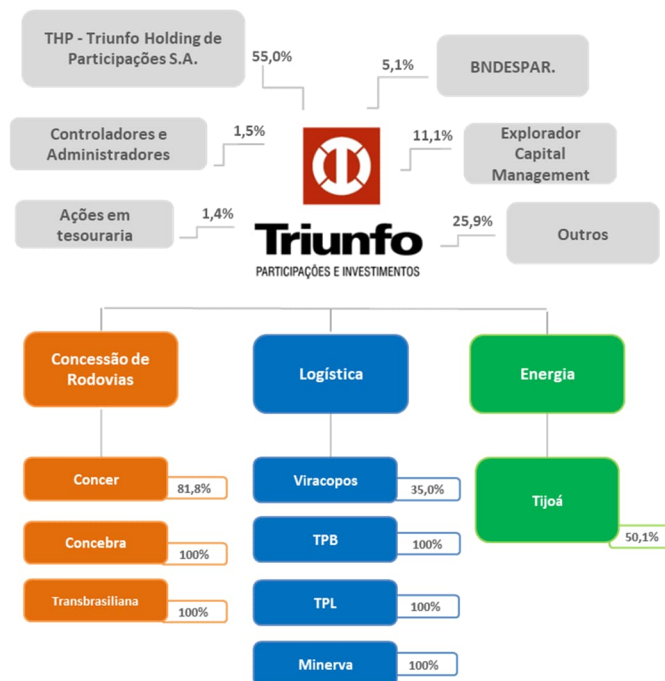 THP - Triunfo Holding de
Participações S.A.
55,0%
5,1%
BNDESPAR.
Controladores e
Administradores
1,5%
11,1%
Explorador
Capital
Management
Ações em
tesouraria
1,4%
25,9%
Outros
Triunfo
PARTICIPAÇÕES E INVESTIMENTOS
Concessão de
Rodovias
Logística
Energia
Concer
81,8%
Viracopos
35,0%
Tijoá
50,1%
Concebra
100%
TPB
100%
Transbrasiliana
100%
TPL
100%
Minerva
100%